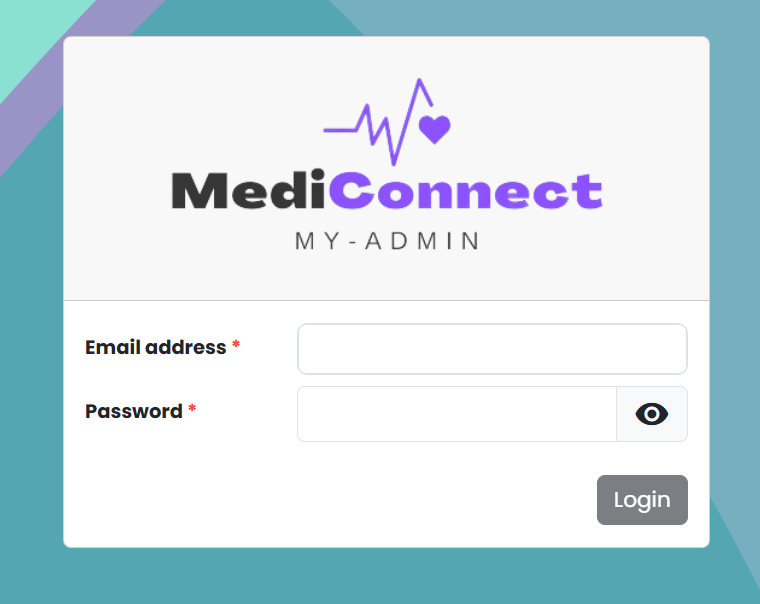 MediConnect
MY-ADMIN
Email address *
Password *
Login